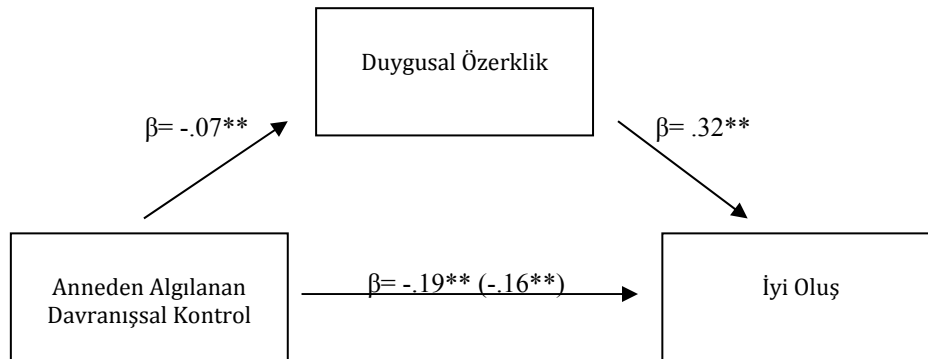 Duygusal Özerklik
β= -.07**
β= .32**
Anneden Algılanan
Davranışsal Kontrol
β= -.19** (-.16**)
İyi Oluş